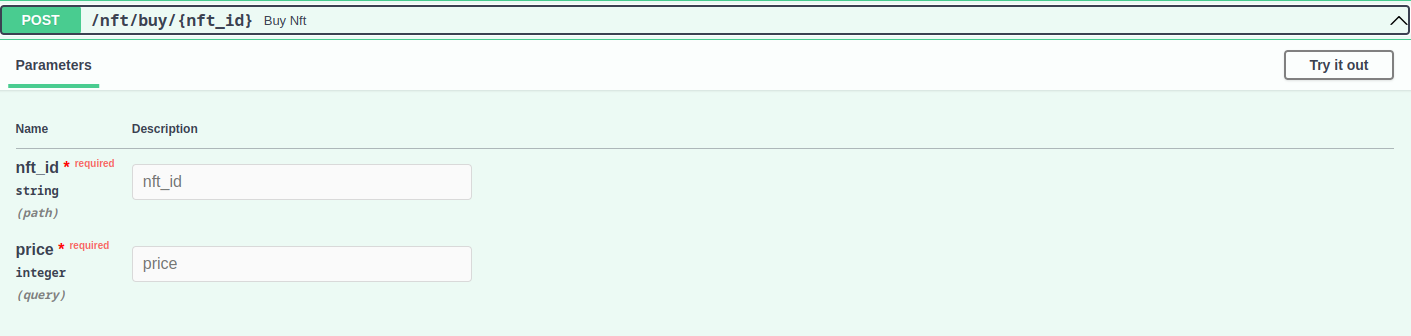 POST /nft/buy/{nft_id} Buy Nft
Parameters Try it out
Name Description
nft_id * required nft_id
string
(path)
price * required price
integer
(query)